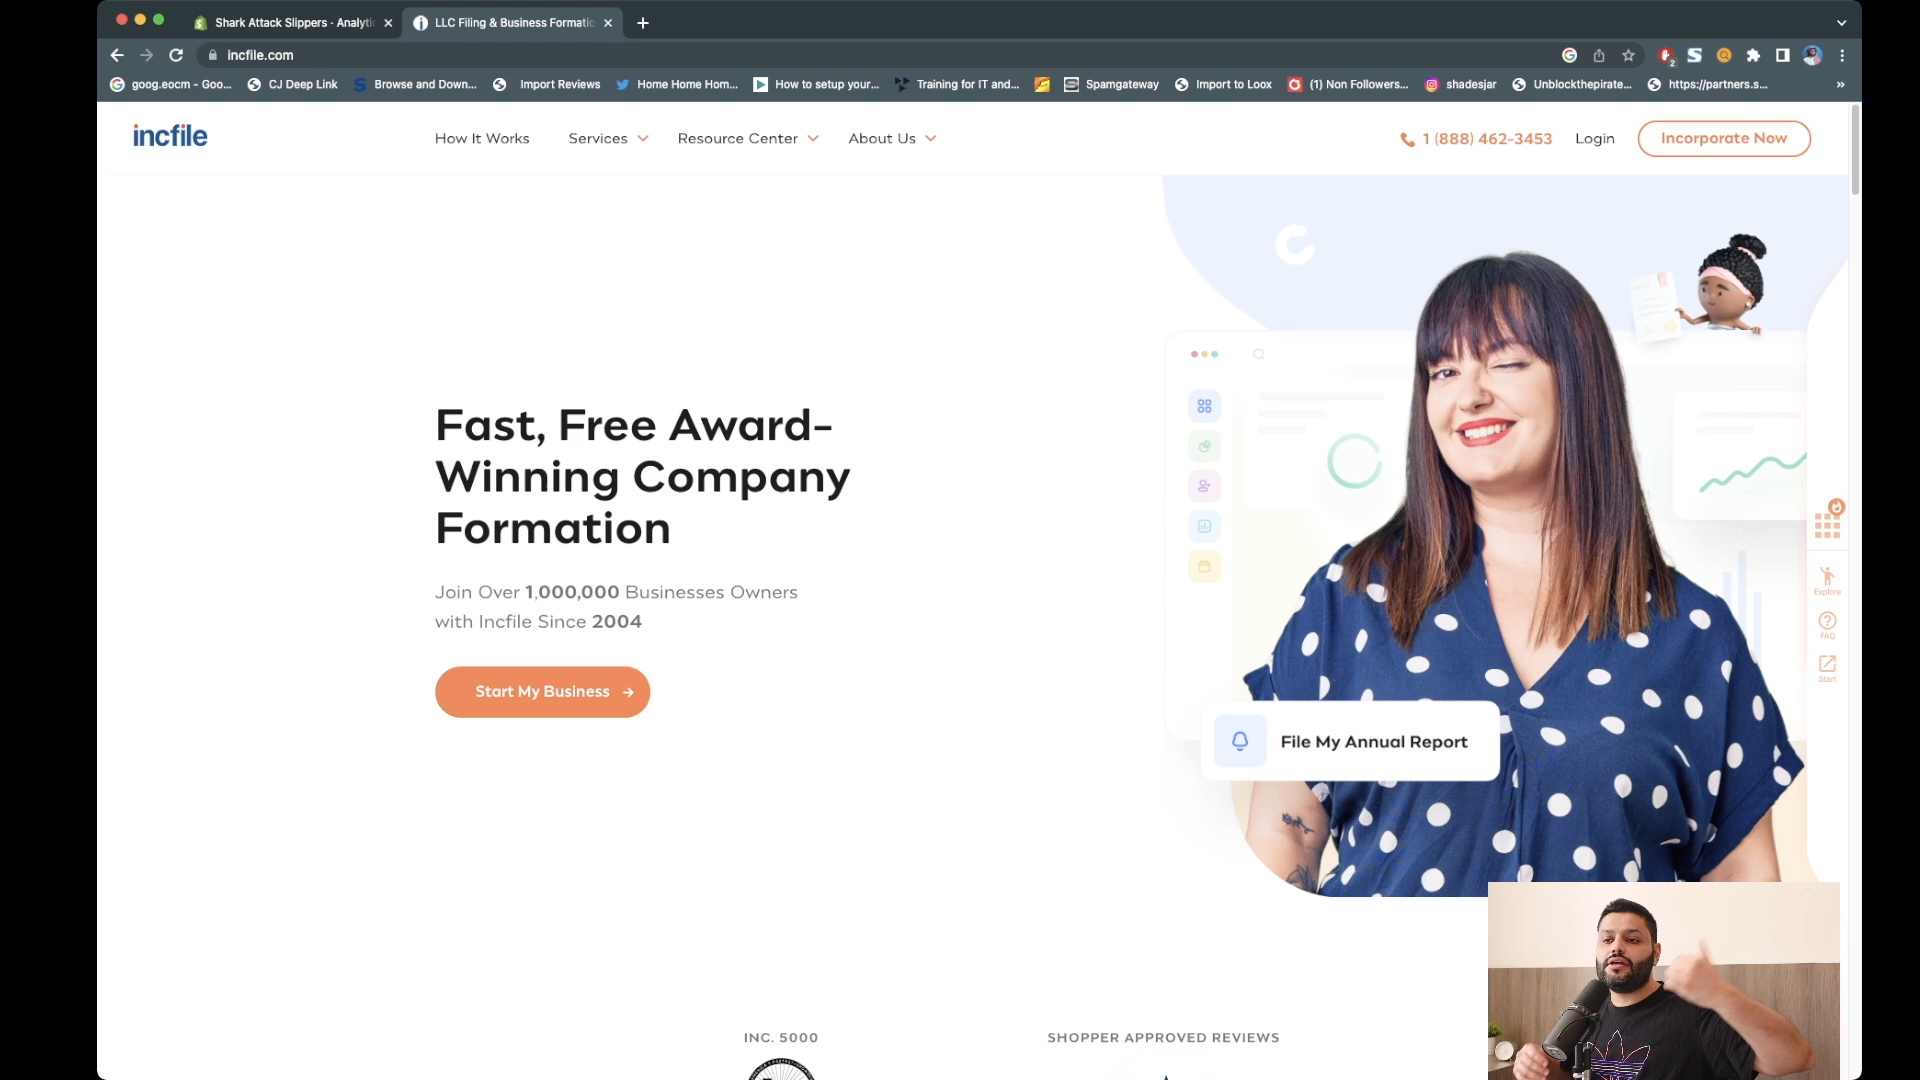 Shark Attack Slippers · Analytic
LLC Filing & Business Formatio
incfile.com
2
goog.eocm - Goo...
CJ Deep Link
Browse and Down...
Import Reviews
Home Home Hom...
How to setup your...
Training for IT and...
Spamgateway
Import to Loox
(1) Non Followers...
shadesjar
Unblockthepirate...
https://partners.s...
»
incfile
How It Works
Services
Resource Center
About Us
1 (888) 462-3453
Login
Incorporate Now
Fast, Free Award-
Winning Company
Formation
Join Over 1,000,000 Businesses Owners
with Incfile Since 2004
Start My Business →
File My Annual Report
Explore
FAQ
Start
INC. 5000
SHOPPER APPROVED REVIEWS